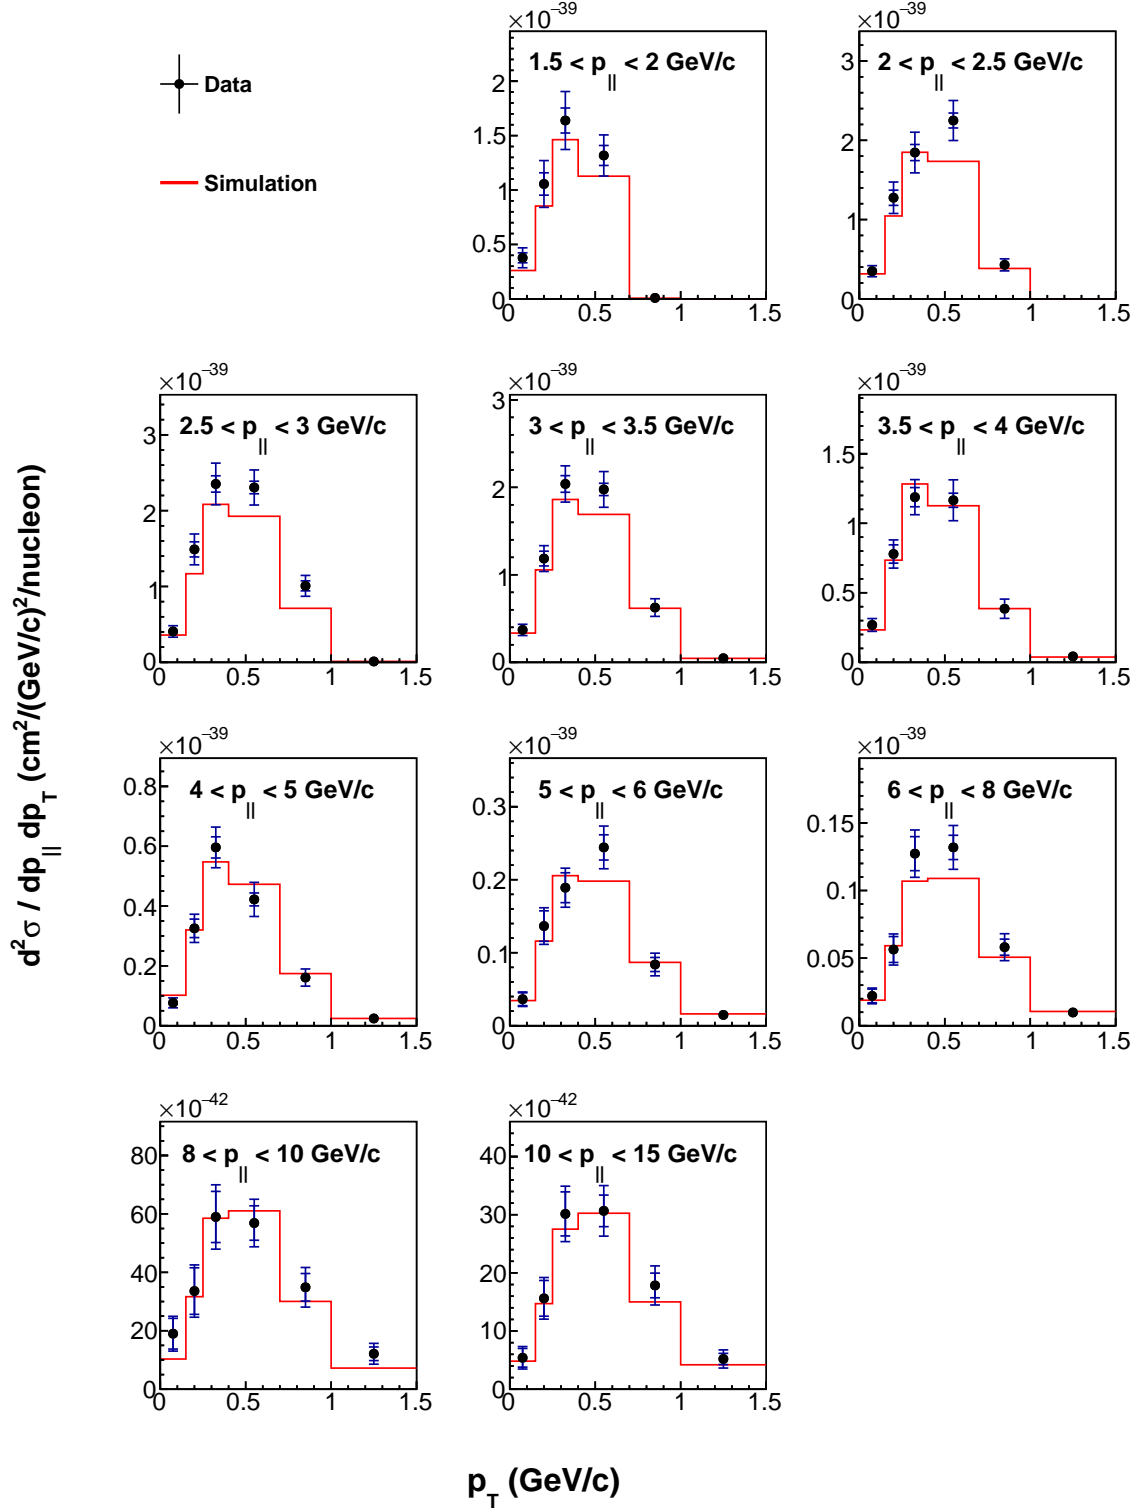 Data
Simulation
×10⁻³⁹
1.5 < p_|| < 2 GeV/c
2
1.5
1
0.5
0
0 0.5 1 1.5
×10⁻³⁹
2 < p_|| < 2.5 GeV/c
3
2
1
0
0 0.5 1 1.5
×10⁻³⁹
2.5 < p_|| < 3 GeV/c
3
2
1
0
0 0.5 1 1.5
×10⁻³⁹
3 < p_|| < 3.5 GeV/c
3
2
1
0
0 0.5 1 1.5
×10⁻³⁹
3.5 < p_|| < 4 GeV/c
1.5
1
0.5
0
0 0.5 1 1.5
×10⁻³⁹
4 < p_|| < 5 GeV/c
0.8
0.6
0.4
0.2
0
0 0.5 1 1.5
×10⁻³⁹
5 < p_|| < 6 GeV/c
0.3
0.2
0.1
0
0 0.5 1 1.5
×10⁻³⁹
6 < p_|| < 8 GeV/c
0.15
0.1
0.05
0
0 0.5 1 1.5
×10⁻⁴²
8 < p_|| < 10 GeV/c
80
60
40
20
0
0 0.5 1 1.5
×10⁻⁴²
10 < p_|| < 15 GeV/c
40
30
20
10
0
0 0.5 1 1.5
d²σ / dp_|| dp_T (cm²/(GeV/c)²/nucleon)
p_T (GeV/c)